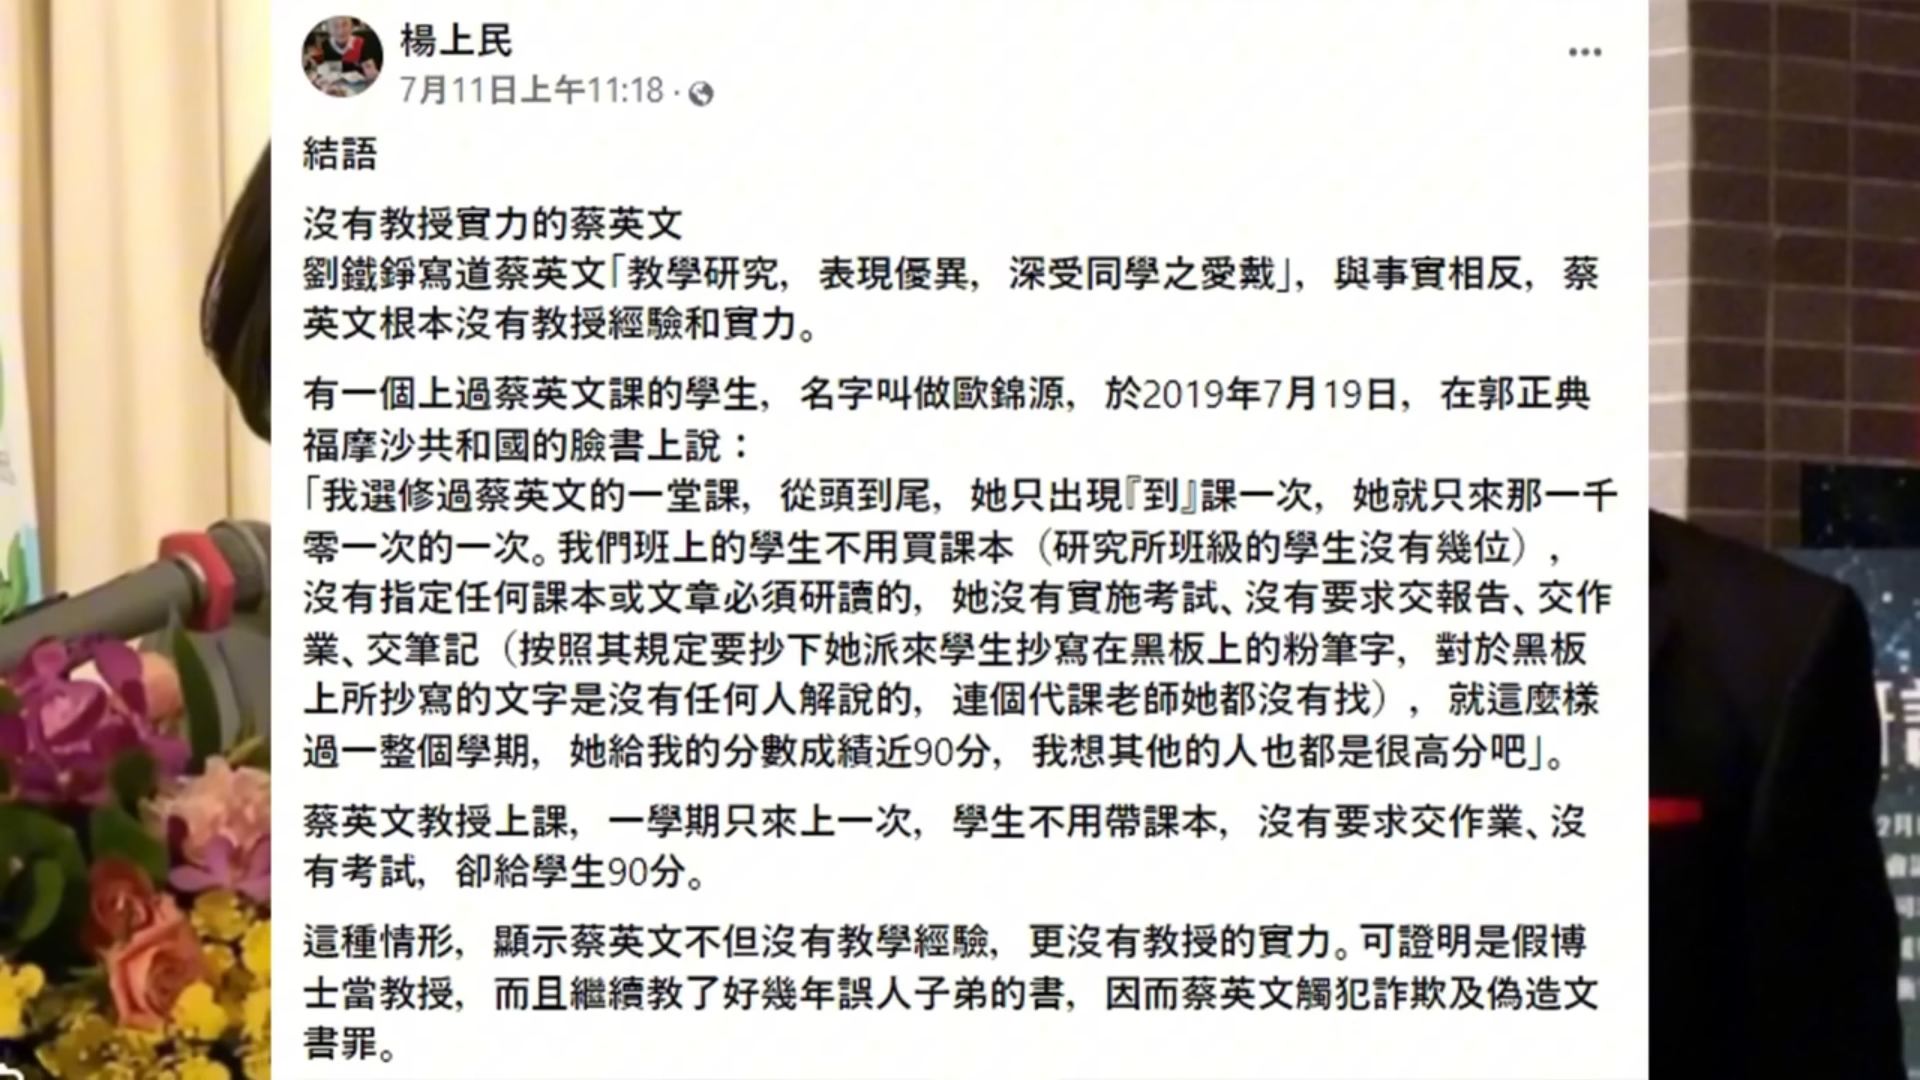 楊上民
7月11日上午11:18
結語
沒有教授實力的蔡英文
劉鐵錚寫道蔡英文「教學研究，表現優異，深受同學之愛戴」，與事實相反，蔡
英文根本沒有教授經驗和實力。
有一個上過蔡英文課的學生，名字叫做歐錦源，於2019年7月19日，在郭正典
福摩沙共和國的臉書上說：
「我選修過蔡英文的一堂課，從頭到尾，她只出現『到』課一次，她就只來那一千
零一次的一次。我們班上的學生不用買課本（研究所班級的學生沒有幾位），
沒有指定任何課本或文章必須研讀的，她沒有實施考試、沒有要求交報告、交作
業、交筆記（按照其規定要抄下她派來學生抄寫在黑板上的粉筆字，對於黑板
上所抄寫的文字是沒有任何人解說的，連個代課老師她都沒有找），就這麼樣
過一整個學期，她給我的分數成績近90分，我想其他的人也都是很高分吧」。
蔡英文教授上課，一學期只來上一次，學生不用帶課本，沒有要求交作業、沒
有考試，卻給學生90分。
這種情形，顯示蔡英文不但沒有教學經驗，更沒有教授的實力。可證明是假博
士當教授，而且繼續教了好幾年誤人子弟的書，因而蔡英文觸犯詐欺及偽造文
書罪。
2月